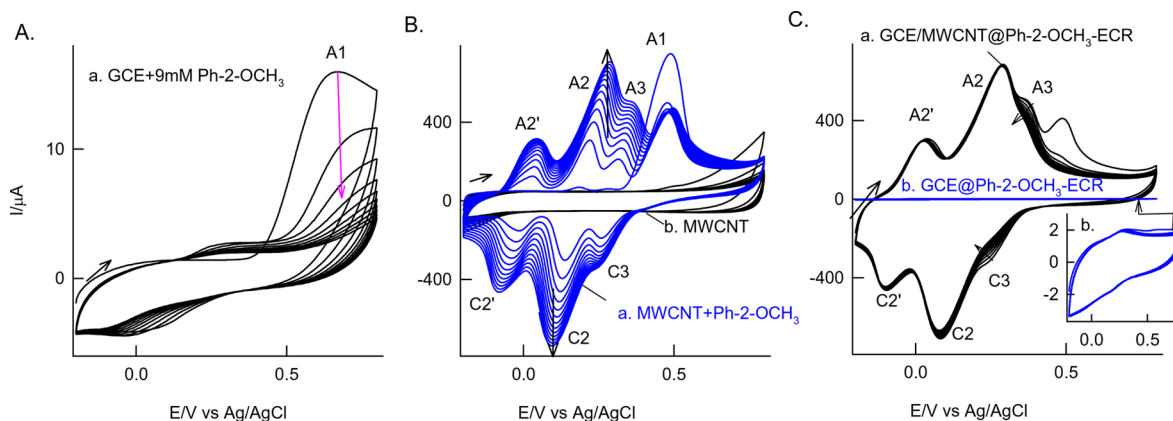 A.
A1
a. GCE+9mM Ph-2-OCH₃
10
0
I/µA
0.0
0.5
E/V vs Ag/AgCl
B.
A1
A2
A3
A2'
400
0
-400
b. MWCNT
C3
C2'
C2
a. MWCNT+Ph-2-OCH₃
0.0
0.5
E/V vs Ag/AgCl
C.
a. GCE/MWCNT@Ph-2-OCH₃-ECR
A2
A3
A2'
400
0
-400
b. GCE@Ph-2-OCH₃-ECR
C3
C2'
C2
b.
2
0
-2
0.0
0.5
0.0
0.5
E/V vs Ag/AgCl